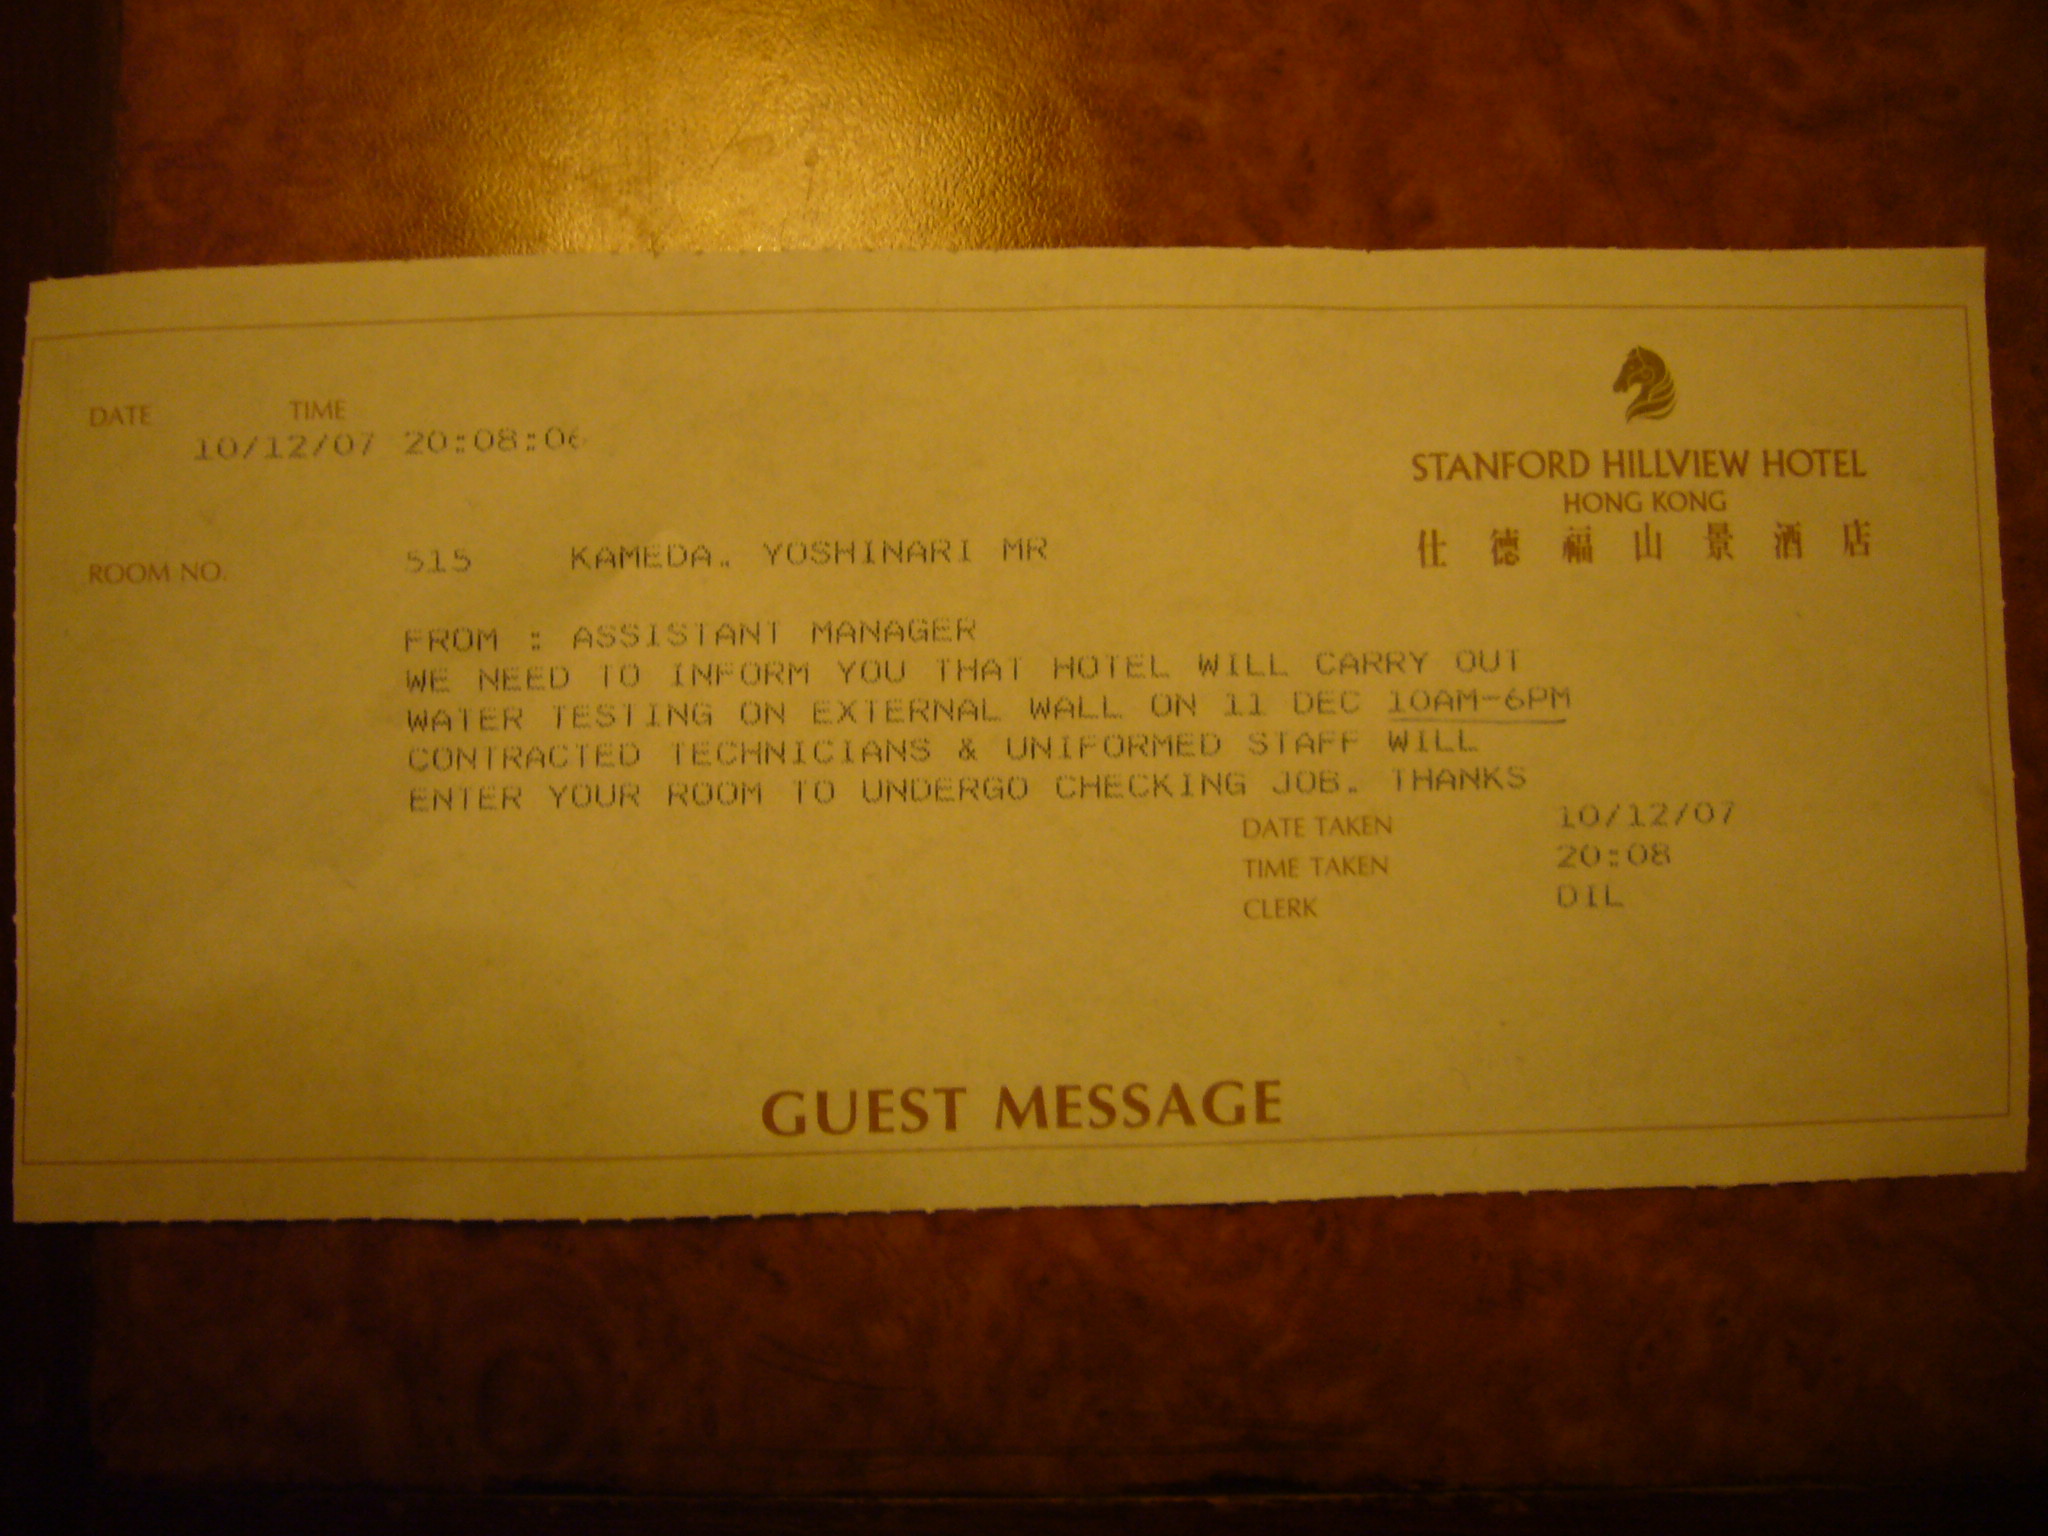 DATE TIME
10/12/07 20:08:06
STANFORD HILLVIEW HOTEL
HONG KONG
仕德福山景酒店
ROOM NO. 515 KAMEDA, YOSHINARI MR
FROM : ASSISTANT MANAGER
WE NEED TO INFORM YOU THAT HOTEL WILL CARRY OUT
WATER TESTING ON EXTERNAL WALL ON 11 DEC 10AM-6PM
CONTRACTED TECHNICIANS & UNIFORMED STAFF WILL
ENTER YOUR ROOM TO UNDERGO CHECKING JOB. THANKS
DATE TAKEN 10/12/07
TIME TAKEN 20:08
CLERK DIL
GUEST MESSAGE